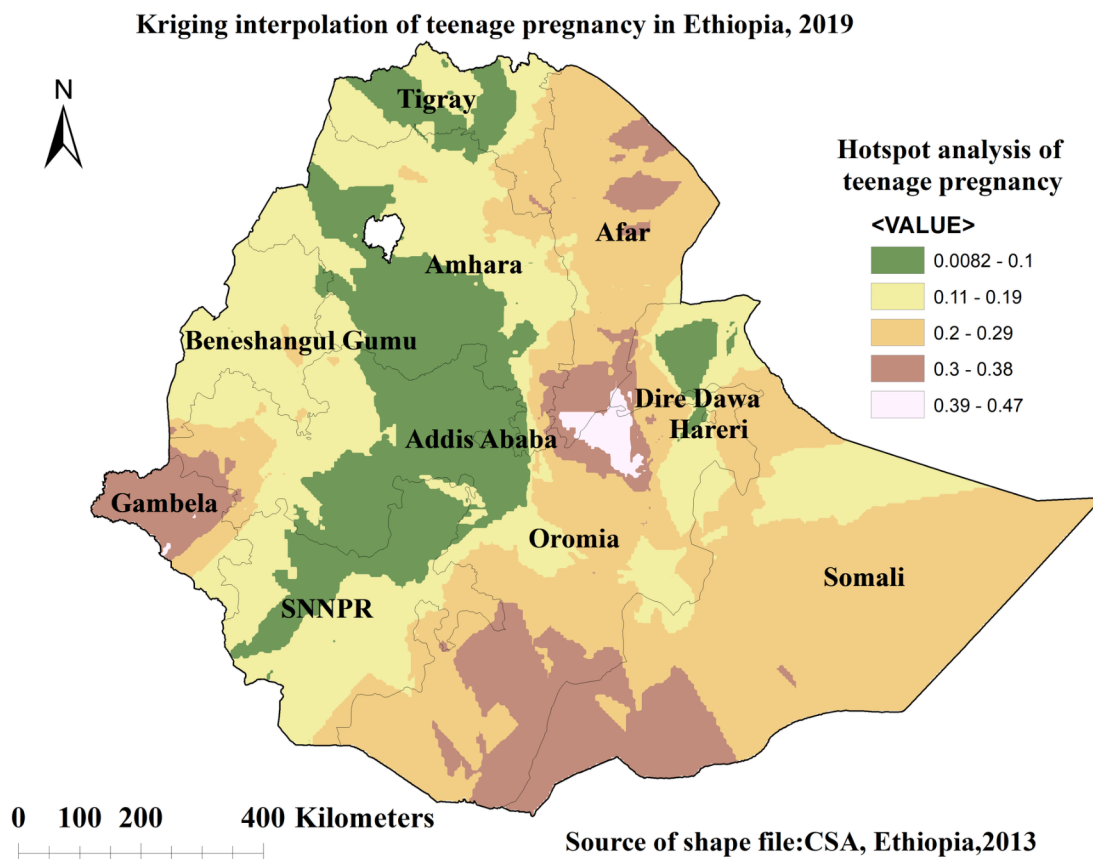 Kriging interpolation of teenage pregnancy in Ethiopia, 2019
N
Tigray
Afar
Amhara
Beneshangul Gumu
Dire Dawa
Hareri
Addis Ababa
Gambela
Oromia
Somali
SNNPR
Hotspot analysis of
teenage pregnancy
<VALUE>
0.0082 - 0.1
0.11 - 0.19
0.2 - 0.29
0.3 - 0.38
0.39 - 0.47
0 100 200 400 Kilometers
Source of shape file:CSA, Ethiopia,2013